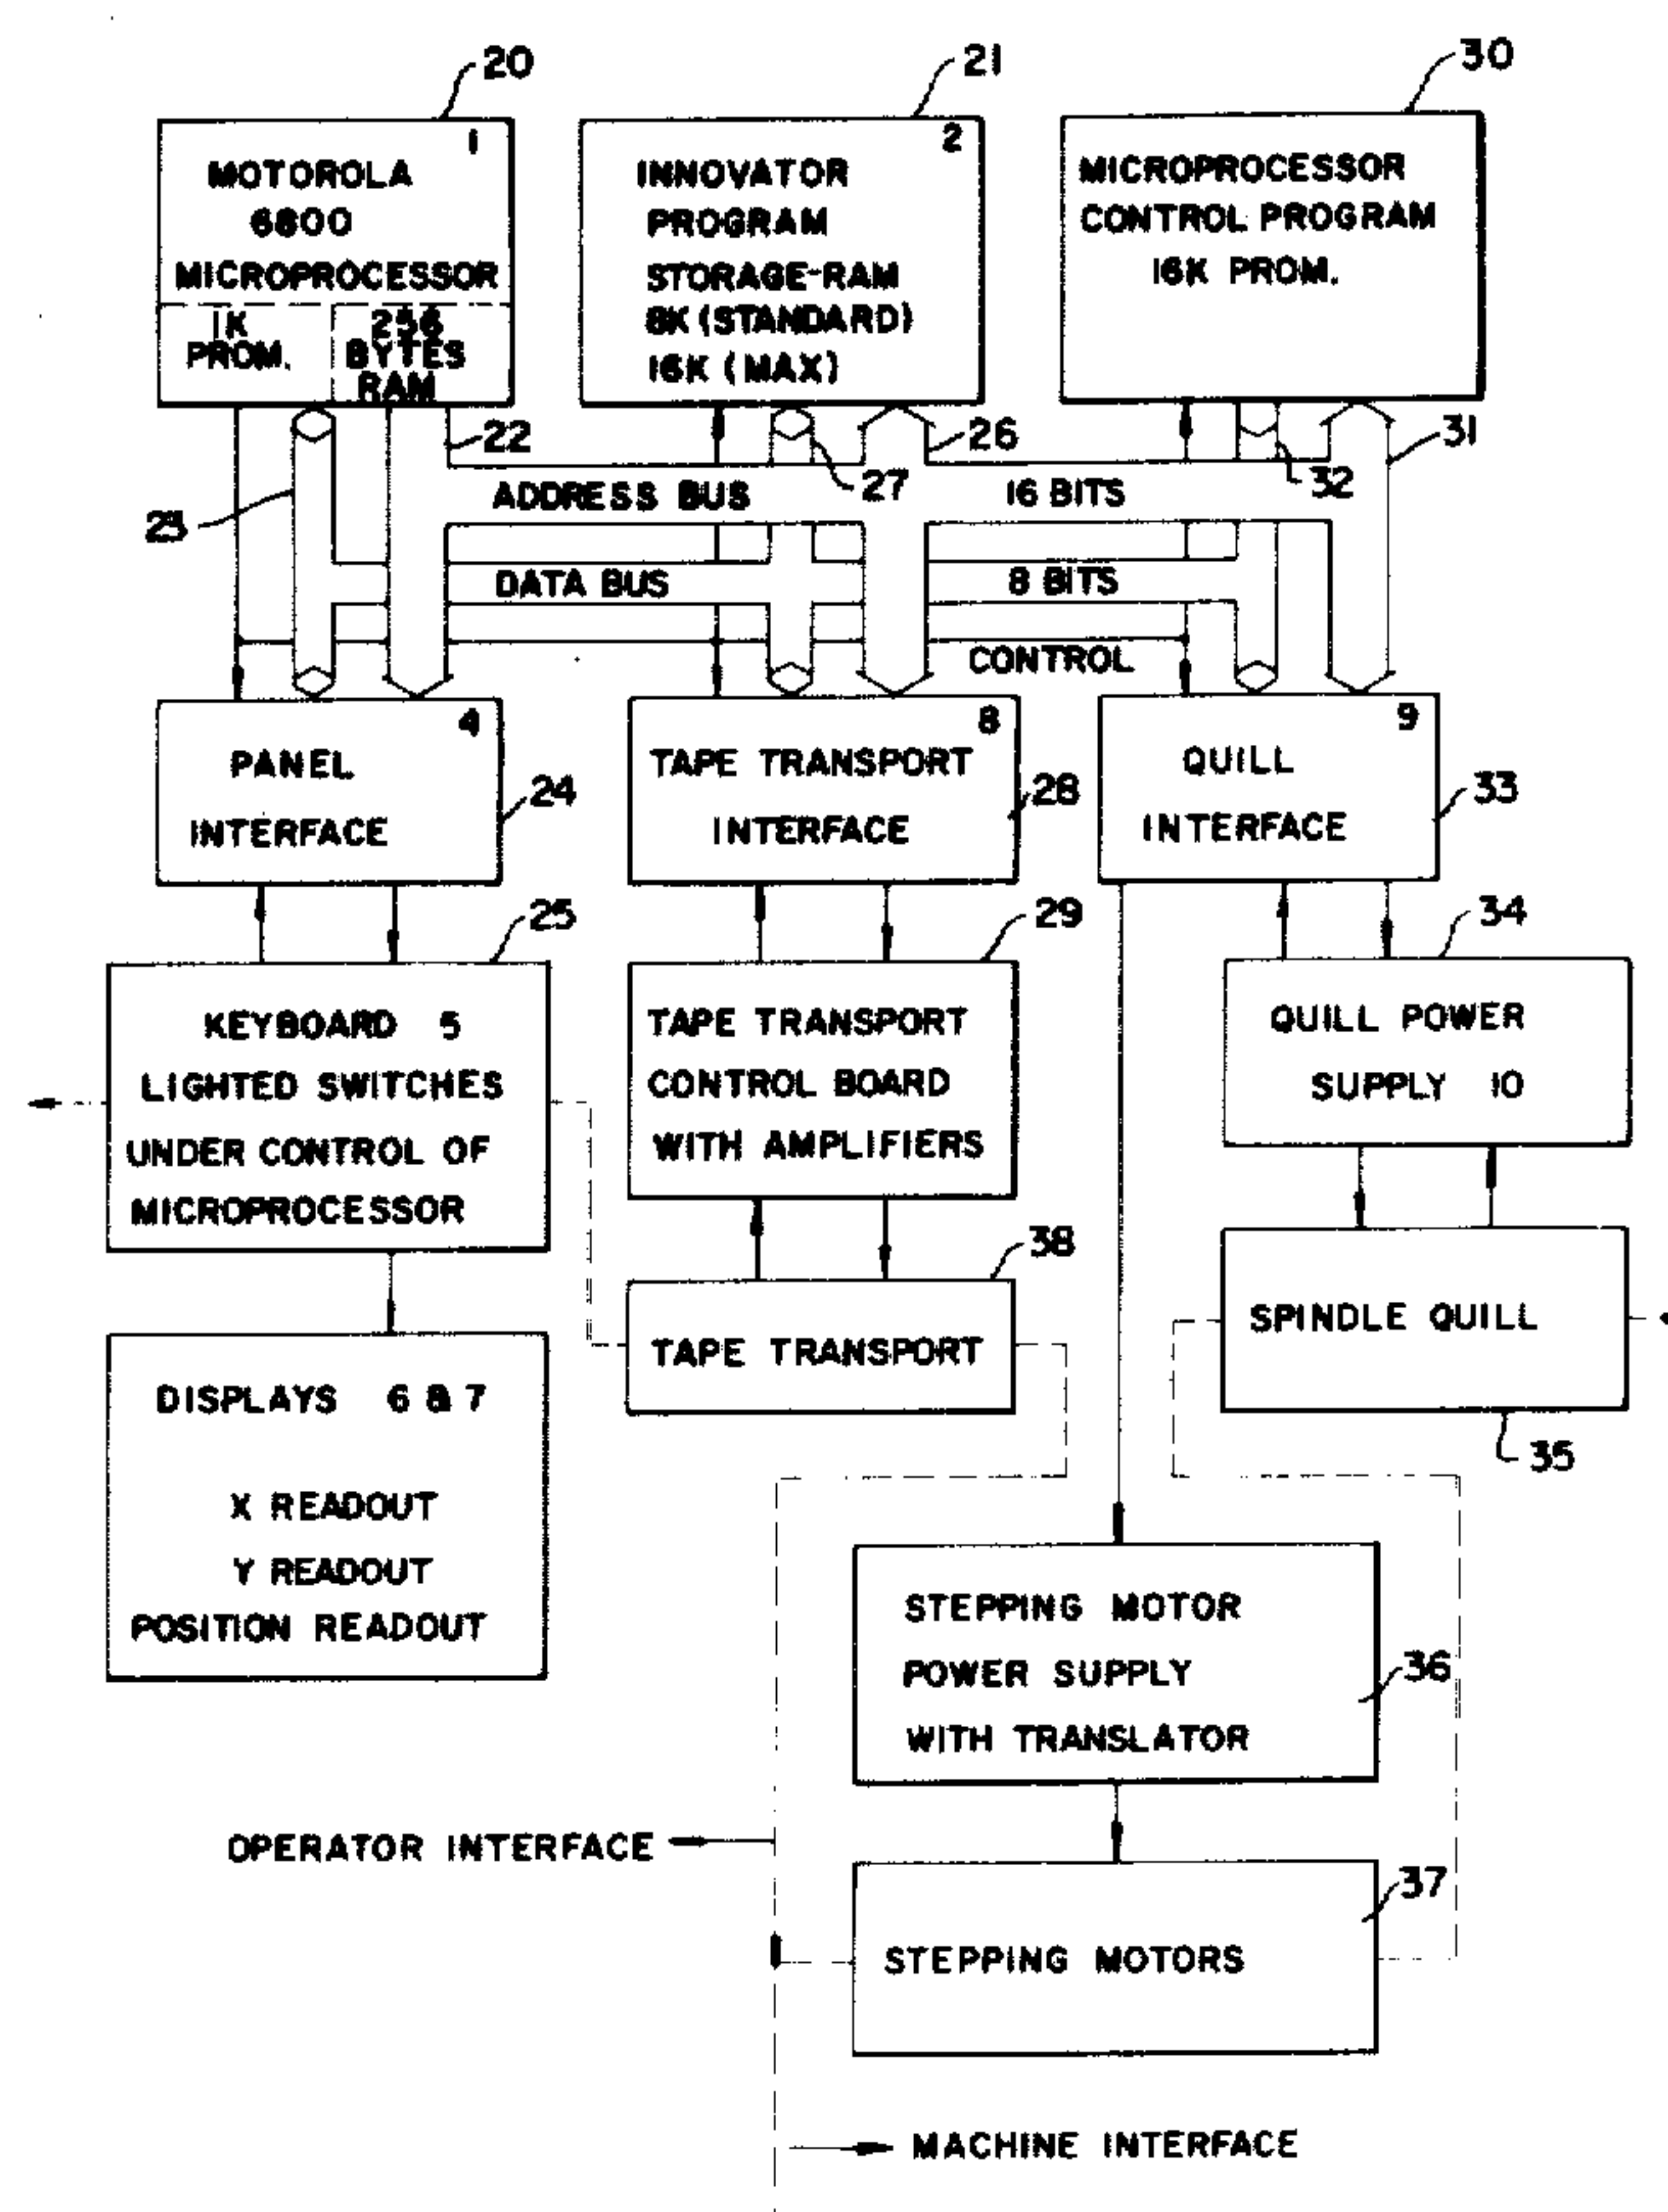 20
21
30
1
MOTOROLA
6800
MICROPROCESSOR
1K
PROM.
256
BYTES
RAM
2
INNOVATOR
PROGRAM
STORAGE-RAM
8K (STANDARD)
16K (MAX)
MICROPROCESSOR
CONTROL PROGRAM
16K PROM.
22
26
31
27
32
23
ADDRESS BUS
16 BITS
DATA BUS
8 BITS
CONTROL
4
PANEL
INTERFACE
24
8
TAPE TRANSPORT
INTERFACE
28
9
QUILL
INTERFACE
33
25
29
34
KEYBOARD 5
LIGHTED SWITCHES
UNDER CONTROL OF
MICROPROCESSOR
TAPE TRANSPORT
CONTROL BOARD
WITH AMPLIFIERS
QUILL POWER
SUPPLY 10
38
TAPE TRANSPORT
SPINDLE QUILL
35
DISPLAYS 6 & 7
X READOUT
Y READOUT
POSITION READOUT
STEPPING MOTOR
POWER SUPPLY
WITH TRANSLATOR
36
OPERATOR INTERFACE
37
STEPPING MOTORS
MACHINE INTERFACE